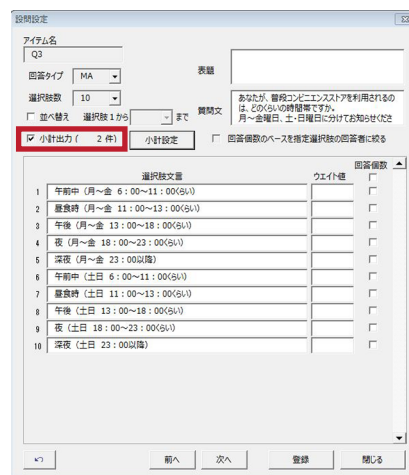 設問設定
アイテム名
Q3
回答タイプ MA
表題
選択肢数 10
質問文 あなたが、普段コンビニエンスストアを利用されるの
は、どのくらいの時間帯ですか。
月～金曜日、土・日曜日に分けてお知らせくださ
並べ替え 選択肢1から まで
小計出力 ( 2 件) 小計設定 回答個数のベースを指定選択肢の回答者に絞る
選択肢文言 ウエイト値 回答個数
1 午前中（月～金 6：00～11：00くらい）
2 昼食時（月～金 11：00～13：00くらい）
3 午後（月～金 13：00～18：00くらい）
4 夜（月～金 18：00～23：00くらい）
5 深夜（月～金 23：00以降）
6 午前中（土日 6：00～11：00くらい）
7 昼食時（土日 11：00～13：00くらい）
8 午後（土日 13：00～18：00くらい）
9 夜（土日 18：00～23：00くらい）
10 深夜（土日 23：00以降）
前へ 次へ 登録 閉じる